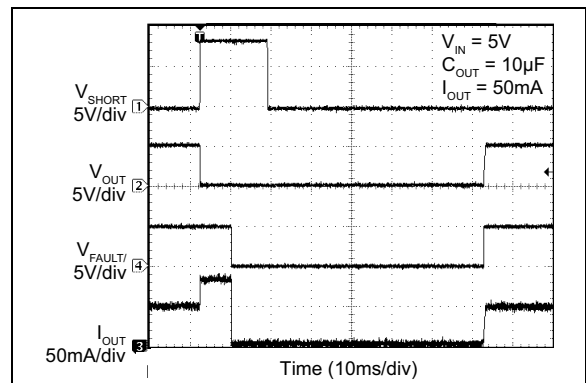 T
V_IN = 5V
C_OUT = 10µF
I_OUT = 50mA
V_SHORT
5V/div
1
V_OUT
5V/div
2
V_FAULT/
5V/div
4
I_OUT
50mA/div
3
Time (10ms/div)